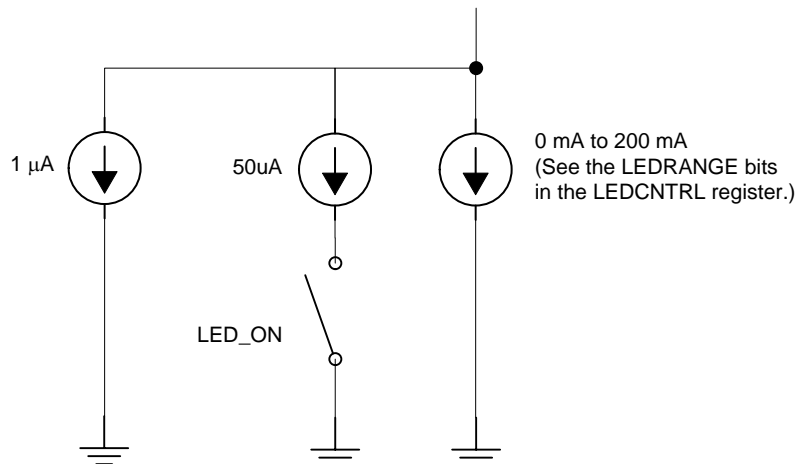 0 mA to 200 mA
(See the LEDRANGE bits
in the LEDCNTRL register.)
1 μA
50uA
LED_ON